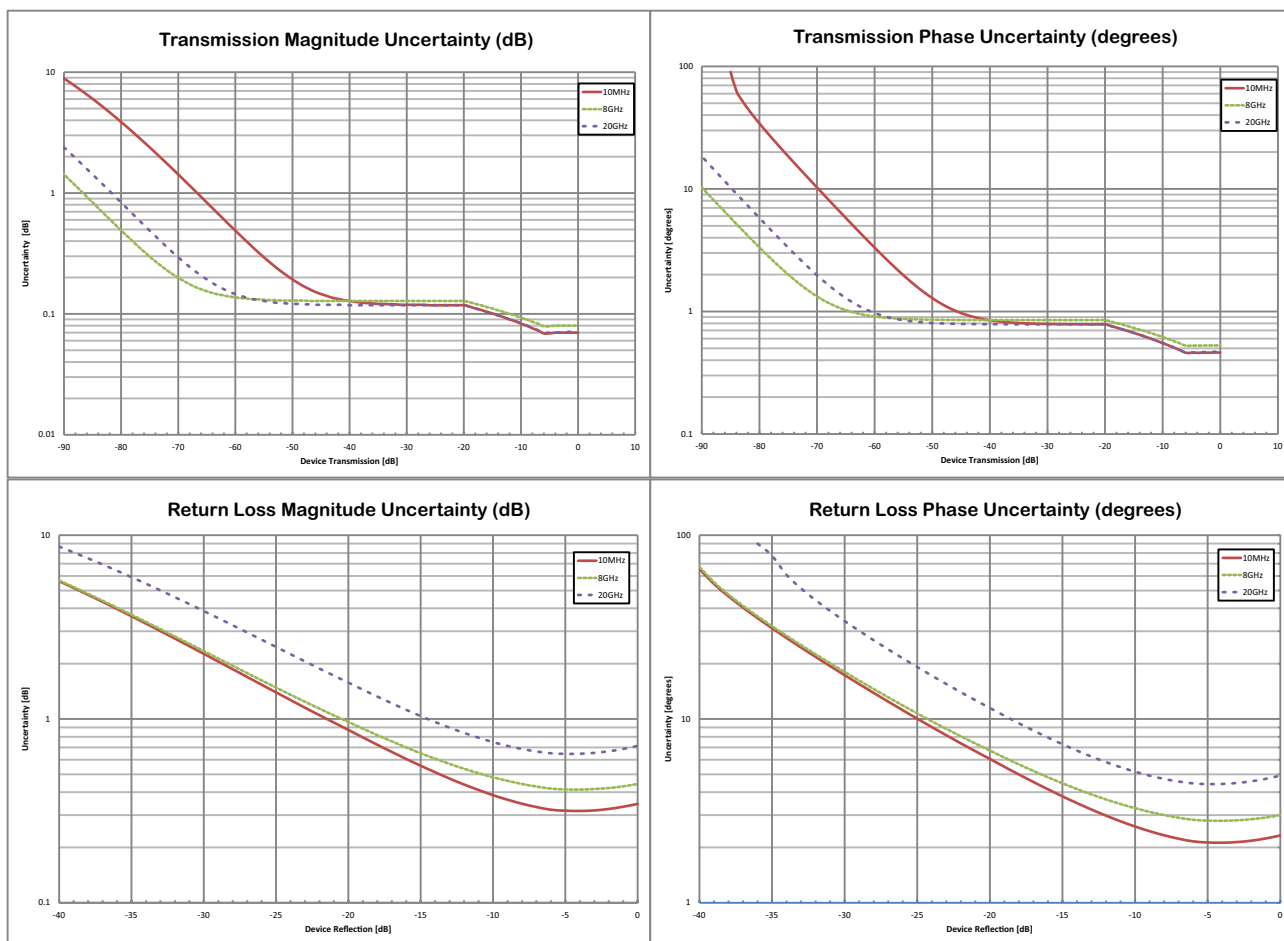 Transmission Magnitude Uncertainty (dB)
10
1
0.1
0.01
Uncertainty [dB]
10MHz
8GHz
20GHz
-90 -80 -70 -60 -50 -40 -30 -20 -10 0 10
Device Transmission [dB]
Transmission Phase Uncertainty (degrees)
100
10
1
0.1
Uncertainty [degrees]
10MHz
8GHz
20GHz
-90 -80 -70 -60 -50 -40 -30 -20 -10 0 10
Device Transmission [dB]
Return Loss Magnitude Uncertainty (dB)
10
1
0.1
Uncertainty [dB]
10MHz
8GHz
20GHz
-40 -35 -30 -25 -20 -15 -10 -5 0
Device Reflection [dB]
Return Loss Phase Uncertainty (degrees)
100
10
1
Uncertainty [degrees]
10MHz
8GHz
20GHz
-40 -35 -30 -25 -20 -15 -10 -5 0
Device Reflection [dB]